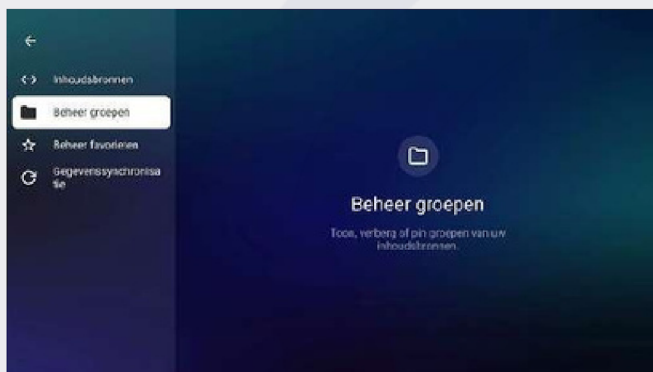 Inhoudsbronnen
Beheer groepen
Beheer favorieten
Gegevenssynchronisa
tie
Beheer groepen
Toon, verberg of pin groepen van uw
inhoudsbronnen.